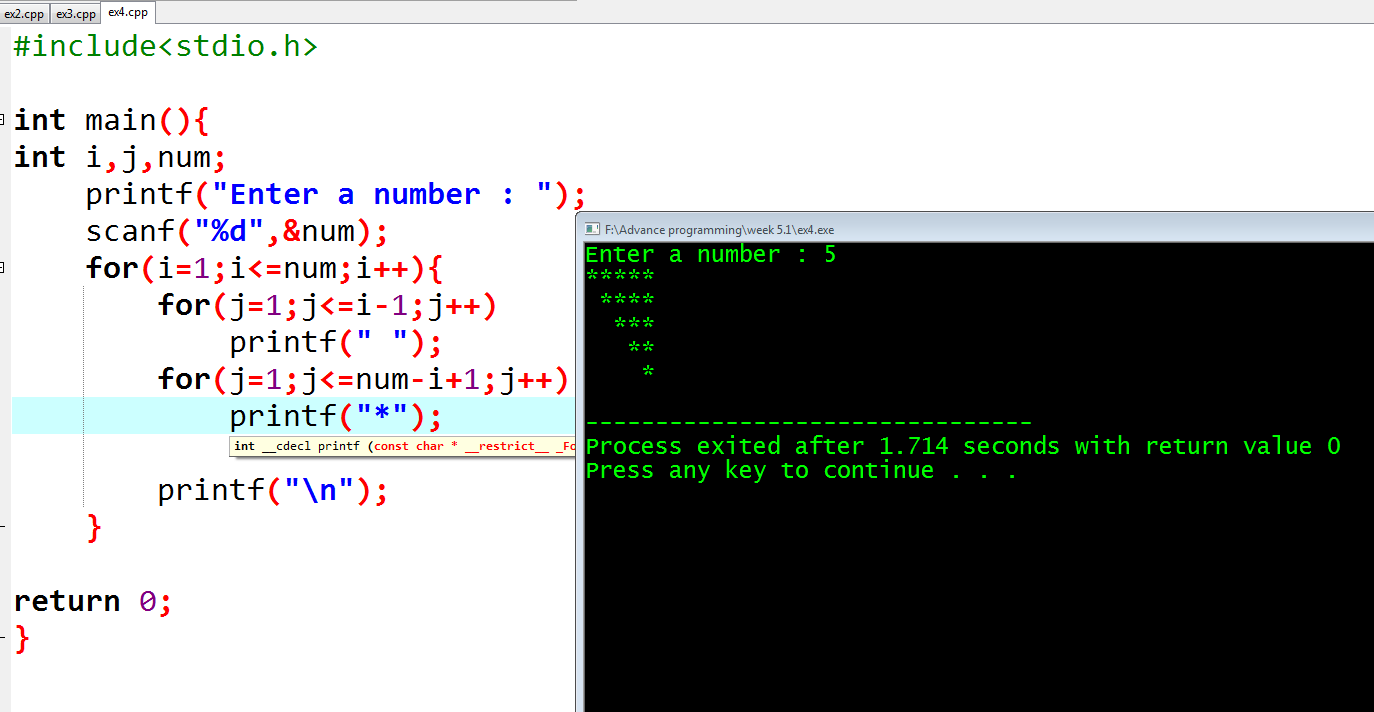 ex2.cpp ex3.cpp ex4.cpp
#include<stdio.h>
int main(){
int i,j,num;
    printf("Enter a number : ");
    scanf("%d",&num);
    for(i=1;i<=num;i++){
        for(j=1;j<=i-1;j++)
            printf(" ");
        for(j=1;j<=num-i+1;j++)
            printf("*");
int __cdecl printf (const char * __restrict__ _Fo
        printf("\n");
    }
return 0;
}
F:\Advance programming\week 5.1\ex4.exe
Enter a number : 5
*****
 ****
  ***
   **
    *
--------------------------------
Process exited after 1.714 seconds with return value 0
Press any key to continue . . .